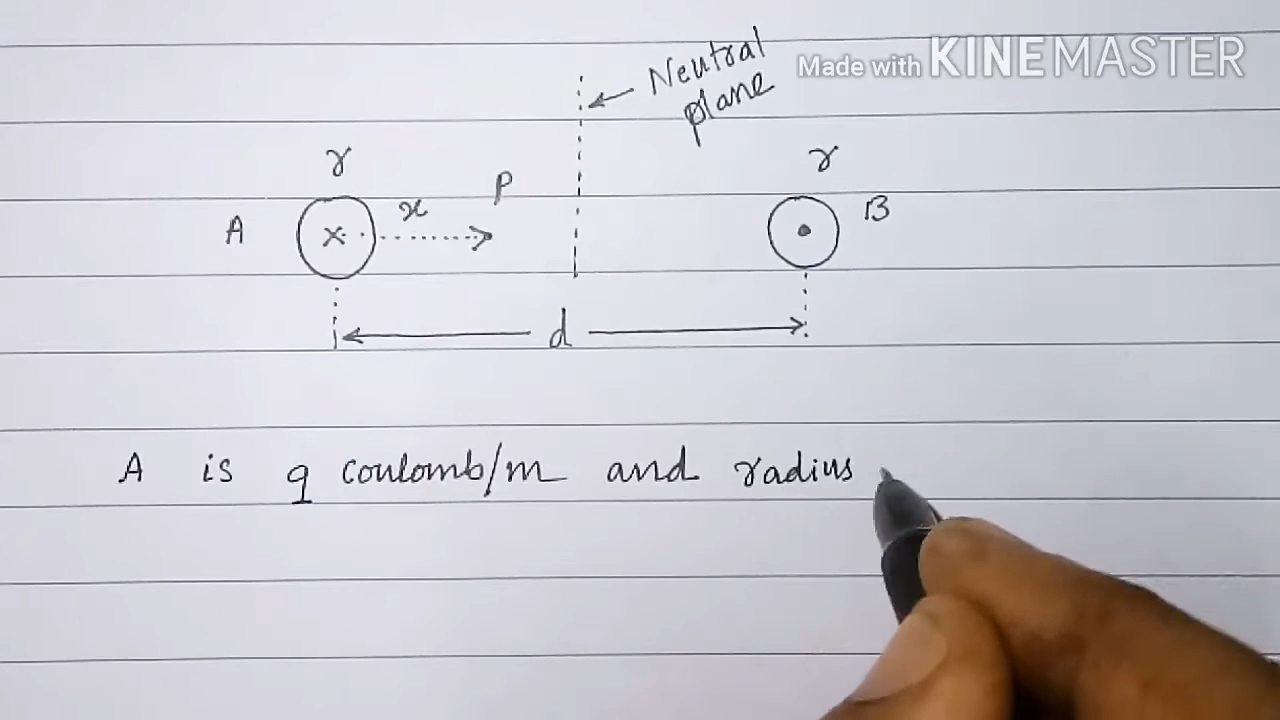 Made with KINEMASTER
Neutral
plane
r
r
P
A
x
x
B
d
A is q coulomb/m and radius